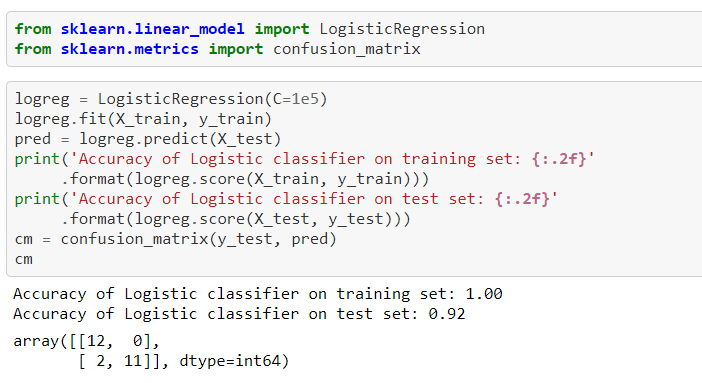 from sklearn.linear_model import LogisticRegression
from sklearn.metrics import confusion_matrix
logreg = LogisticRegression(C=1e5)
logreg.fit(X_train, y_train)
pred = logreg.predict(X_test)
print('Accuracy of Logistic classifier on training set: {:.2f}'
     .format(logreg.score(X_train, y_train)))
print('Accuracy of Logistic classifier on test set: {:.2f}'
     .format(logreg.score(X_test, y_test)))
cm = confusion_matrix(y_test, pred)
cm
Accuracy of Logistic classifier on training set: 1.00
Accuracy of Logistic classifier on test set: 0.92
array([[12,  0],
       [ 2, 11]], dtype=int64)